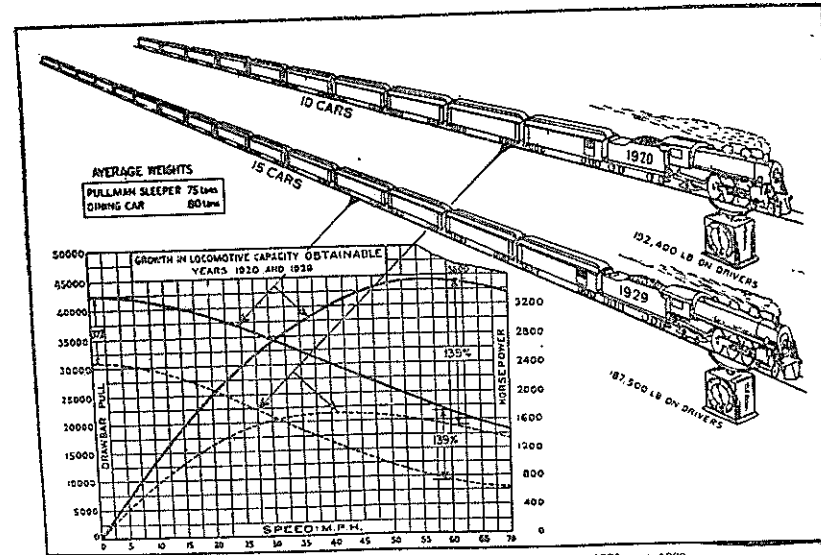 10 CARS
1920
15 CARS
AVERAGE WEIGHTS
PULLMAN SLEEPER 75 tons
DINING CAR 80 tons
192,400 LB ON DRIVERS
1929
187,500 LB ON DRIVERS
GROWTH IN LOCOMOTIVE CAPACITY OBTAINABLE
YEARS 1920 AND 1929
50000
45000
40000
35000
30000
25000
20000
15000
10000
5000
0
DRAWBAR PULL
139%
139%
HORSEPOWER
3200
2800
2400
2000
1600
1200
800
400
0
0 5 10 15 20 25 30 35 40 45 50 55 60 65 70
SPEED-M.P.H.